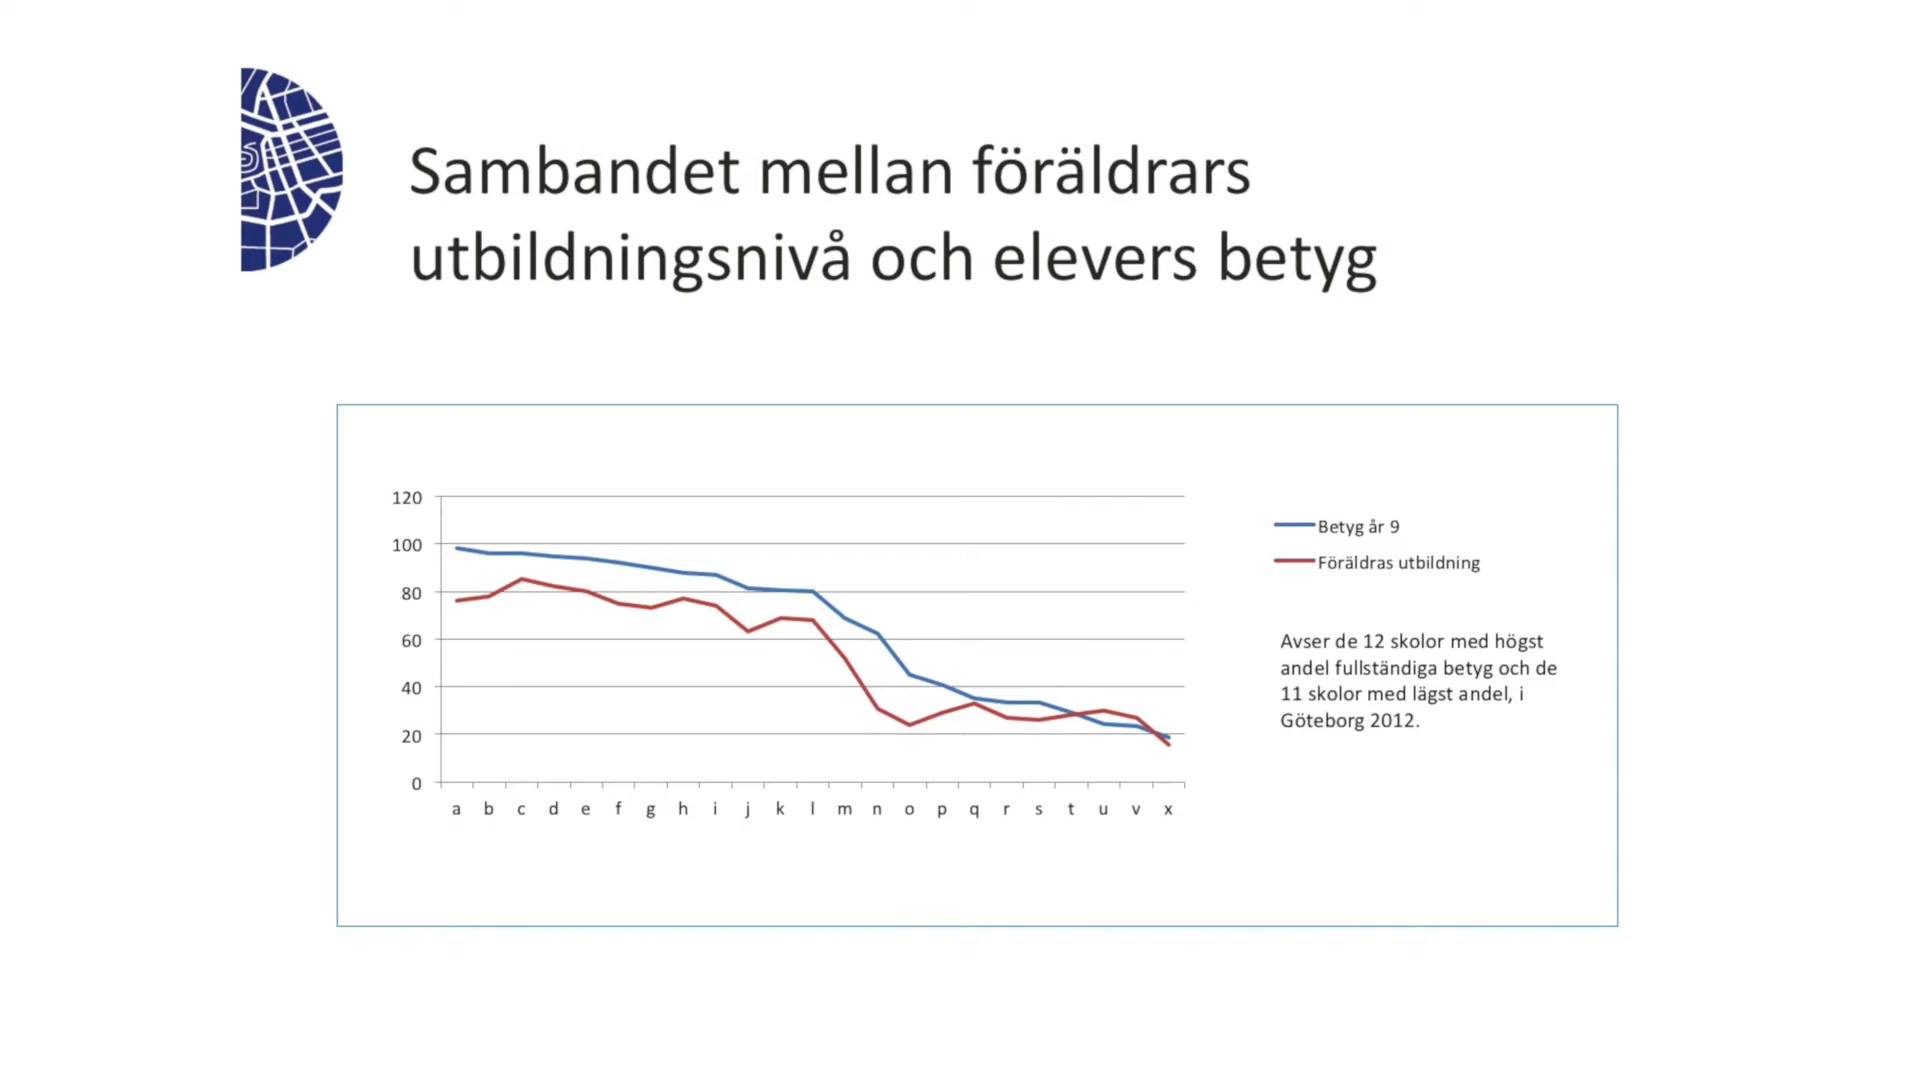 Sambandet mellan föräldrars
utbildningsnivå och elevers betyg
120
100
80
60
40
20
0
a b c d e f g h i j k l m n o p q r s t u v x
Betyg år 9
Föräldras utbildning
Avser de 12 skolor med högst
andel fullständiga betyg och de
11 skolor med lägst andel, i
Göteborg 2012.